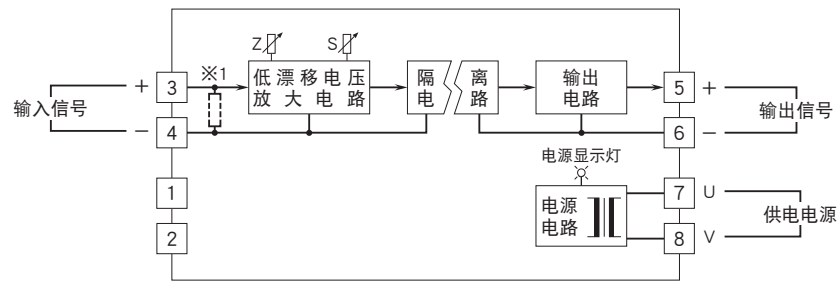 Z S
※1
+ 3 低漂移电压 隔 离 输出 5 +
放大电路 电 路 电路
输入信号 输出信号
− 4 6 −
电源显示灯
1 电源 7 U
电路 供电电源
2 8 V